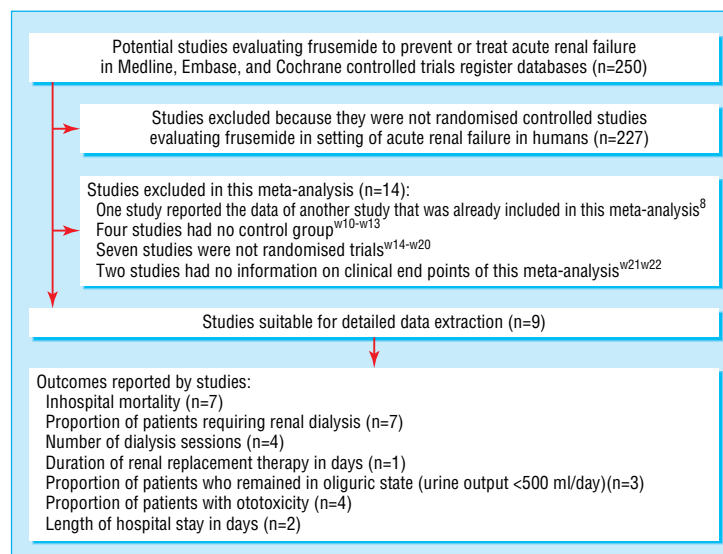 Potential studies evaluating frusemide to prevent or treat acute renal failure
in Medline, Embase, and Cochrane controlled trials register databases (n=250)
Studies excluded because they were not randomised controlled studies
evaluating frusemide in setting of acute renal failure in humans (n=227)
Studies excluded in this meta-analysis (n=14):
One study reported the data of another study that was already included in this meta-analysis8
Four studies had no control groupw10-w13
Seven studies were not randomised trialsw14-w20
Two studies had no information on clinical end points of this meta-analysisw21w22
Studies suitable for detailed data extraction (n=9)
Outcomes reported by studies:
Inhospital mortality (n=7)
Proportion of patients requiring renal dialysis (n=7)
Number of dialysis sessions (n=4)
Duration of renal replacement therapy in days (n=1)
Proportion of patients who remained in oliguric state (urine output <500 ml/day)(n=3)
Proportion of patients with ototoxicity (n=4)
Length of hospital stay in days (n=2)